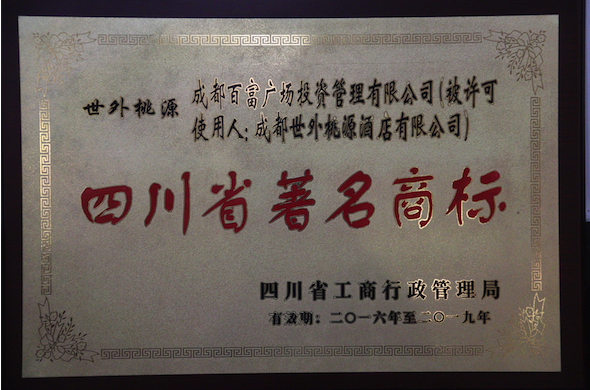 世外桃源 成都百富广场投资管理有限公司(被许可
使用人:成都世外桃源酒店有限公司)
四川省著名商标
四川省工商行政管理局
有效期:二〇一六年至二〇一九年